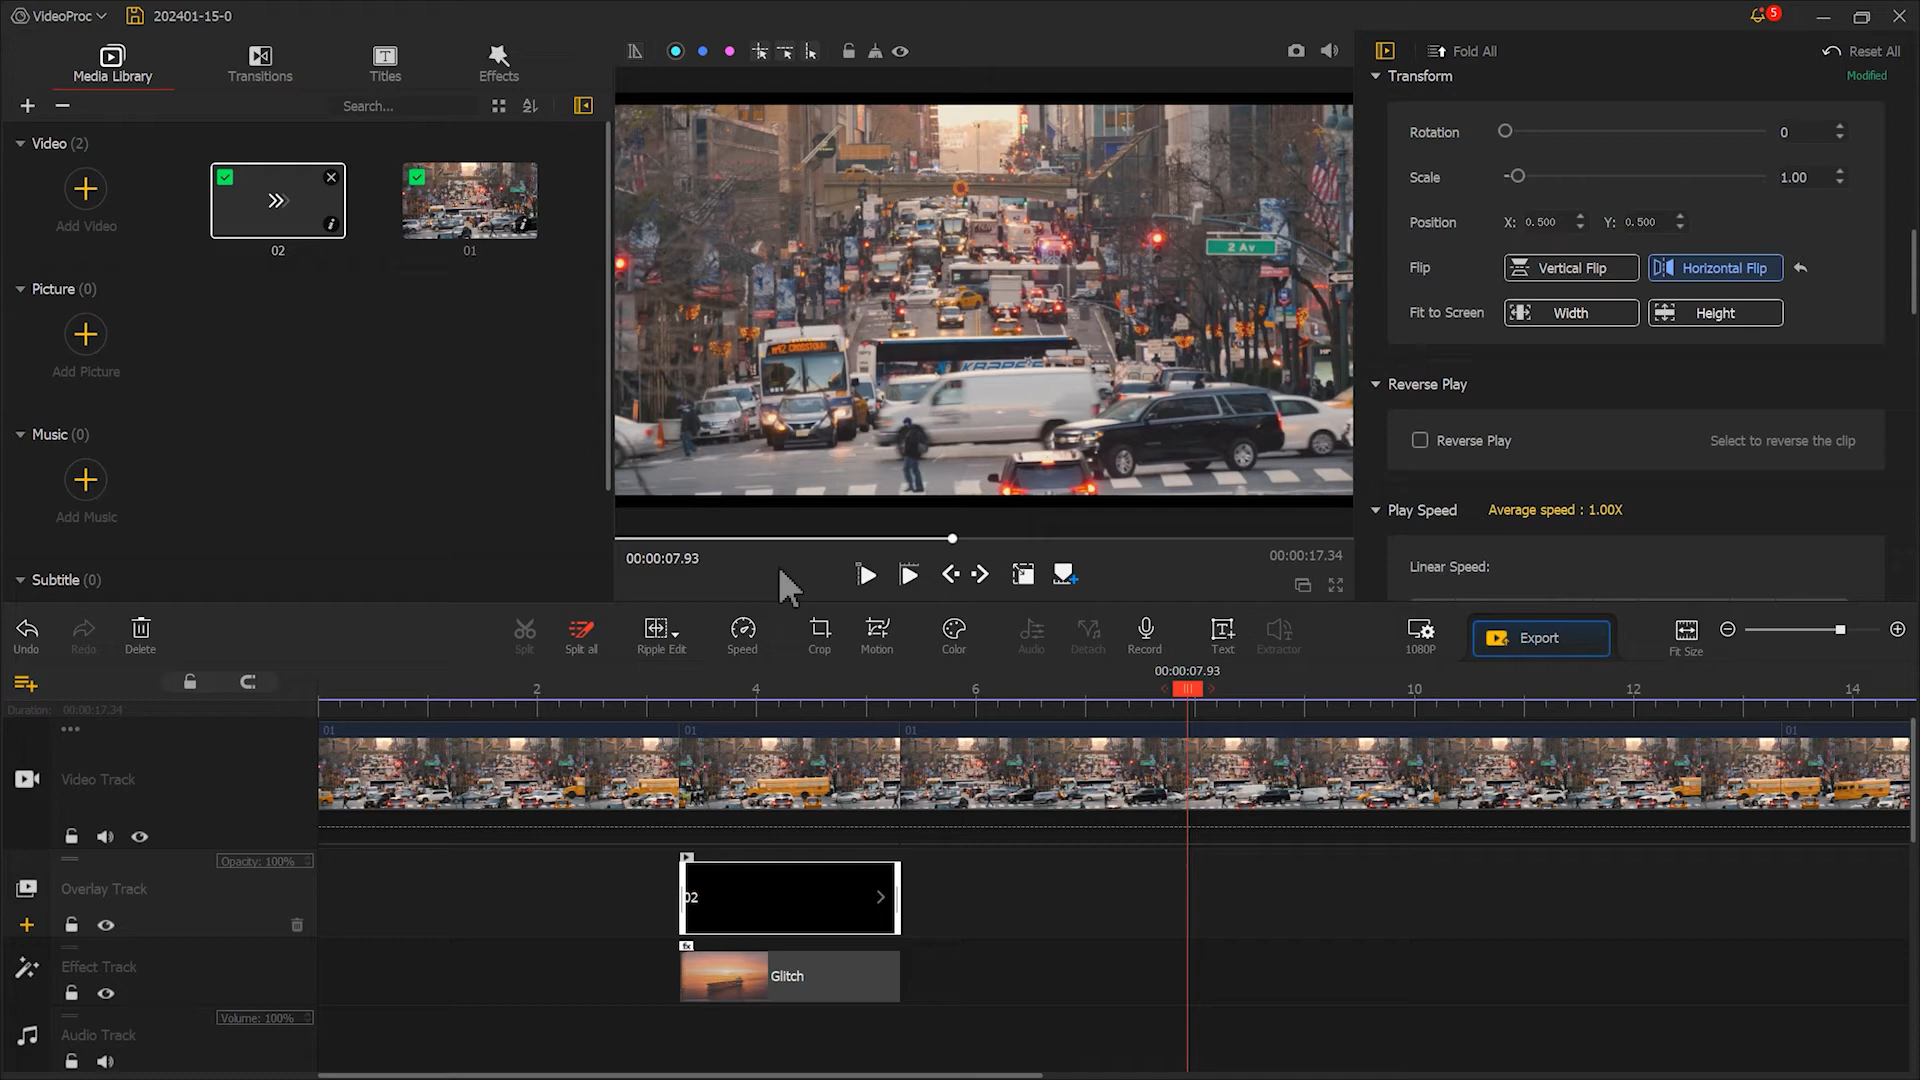 VideoProc
202401-15-0
5
Media Library
Transitions
Titles
Effects
Search...
Video (2)
Add Video
02
01
Picture (0)
Add Picture
Music (0)
Add Music
Subtitle (0)
2 Av
M42 CROSSTOWN
00:00:07.93
00:00:17.34
Fold All
Reset All
Transform
Modified
Rotation
0
Scale
1.00
Position
X: 0.500
Y: 0.500
Flip
Vertical Flip
Horizontal Flip
Fit to Screen
Width
Height
Reverse Play
Reverse Play
Select to reverse the clip
Play Speed
Average speed : 1.00X
Linear Speed:
Undo
Redo
Delete
Split
Split all
Ripple Edit
Speed
Crop
Motion
Color
Audio
Detach
Record
Text
Extractor
1080P
Export
Fit Size
00:00:07.93
2
4
6
10
12
14
Duration: 00:00:17.34
01
01
01
01
Video Track
Opacity: 100%
Overlay Track
02
fx
Effect Track
Glitch
Volume: 100%
Audio Track